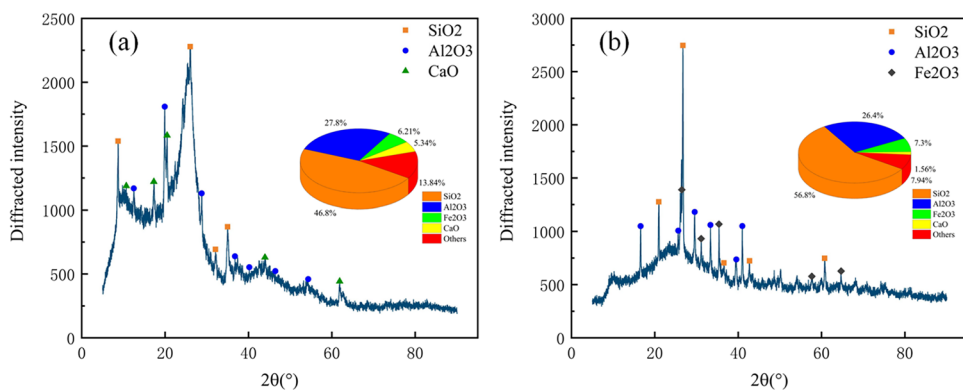 (a)
SiO2
Al2O3
CaO
2500
2000
1500
1000
500
0
0
20
40
60
80
2θ(°)
Diffracted intensity
27.8%
6.21%
5.34%
13.84%
46.8%
SiO2
Al2O3
Fe2O3
CaO
Others
(b)
SiO2
Al2O3
Fe2O3
3000
2500
2000
1500
1000
500
0
0
20
40
60
80
2θ(°)
Diffracted intensity
26.4%
7.3%
1.56%
7.94%
56.8%
SiO2
Al2O3
Fe2O3
CaO
Others